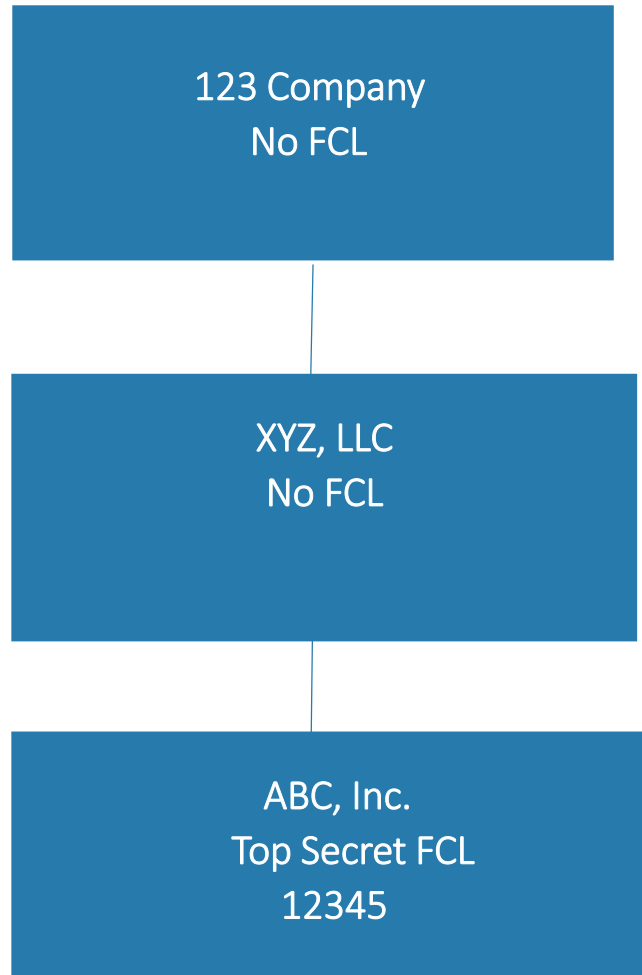 123 Company
No FCL
XYZ, LLC
No FCL
ABC, Inc.
Top Secret FCL
12345